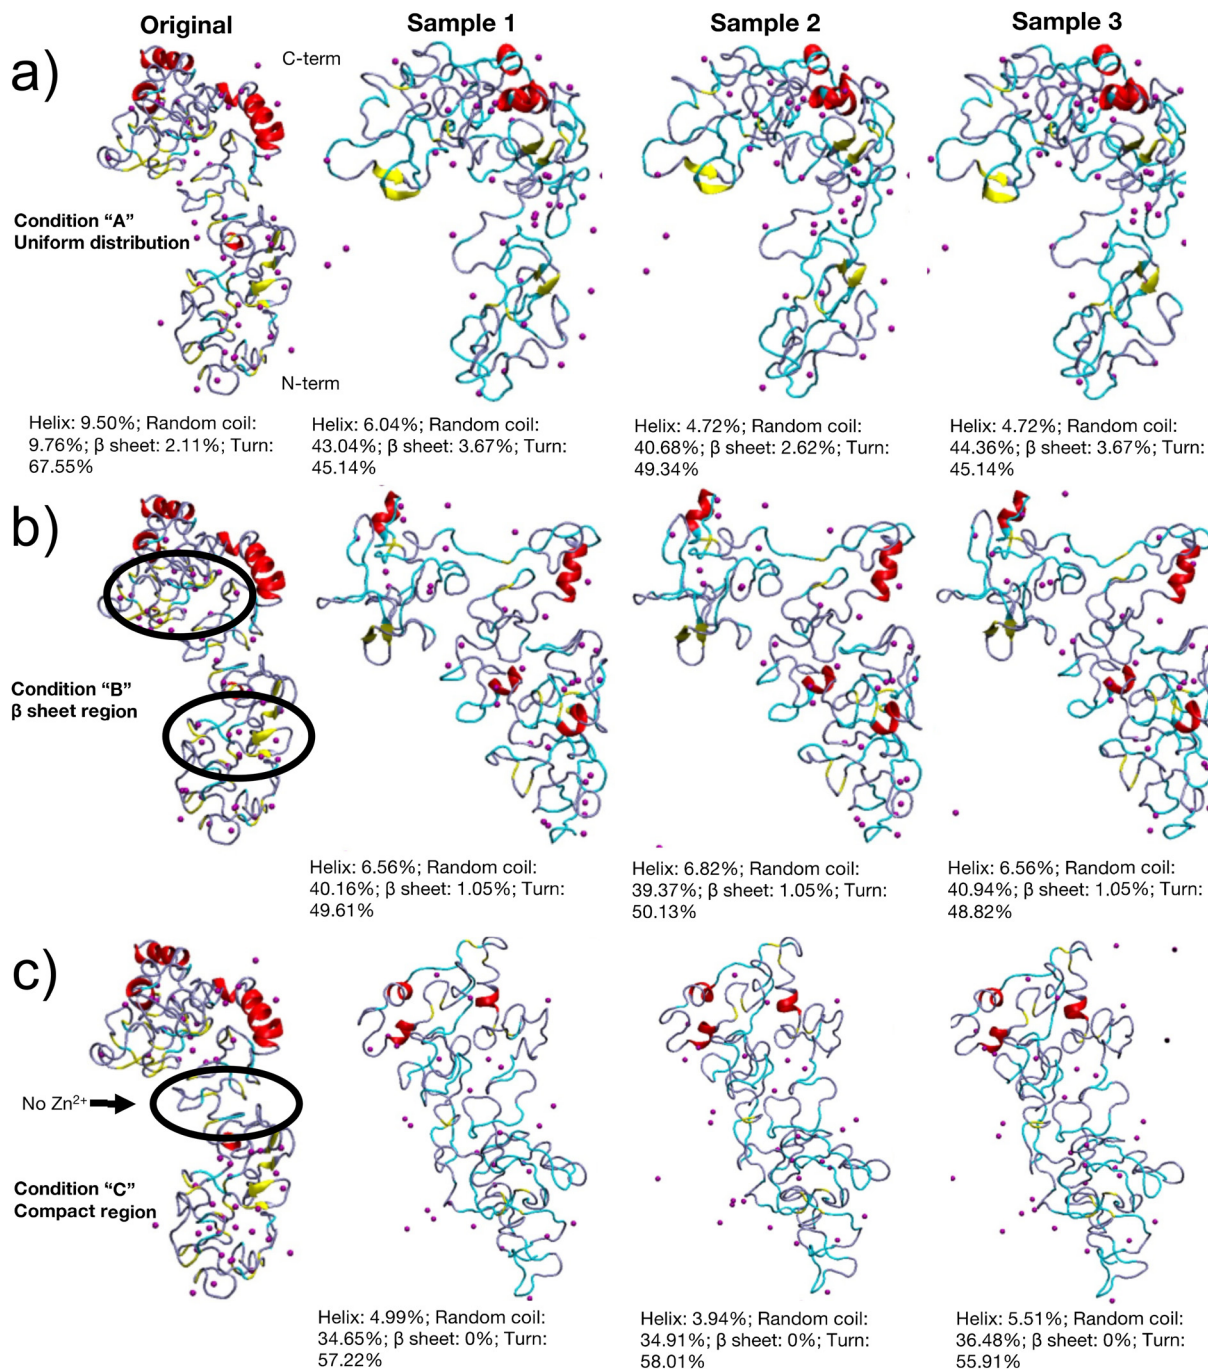 Original
Sample 1
Sample 2
Sample 3
a)
C-term
Condition “A”
Uniform distribution
N-term
Helix: 9.50%; Random coil:
9.76%; β sheet: 2.11%; Turn:
67.55%
Helix: 6.04%; Random coil:
43.04%; β sheet: 3.67%; Turn:
45.14%
Helix: 4.72%; Random coil:
40.68%; β sheet: 2.62%; Turn:
49.34%
Helix: 4.72%; Random coil:
44.36%; β sheet: 3.67%; Turn:
45.14%
b)
Condition “B”
β sheet region
Helix: 6.56%; Random coil:
40.16%; β sheet: 1.05%; Turn:
49.61%
Helix: 6.82%; Random coil:
39.37%; β sheet: 1.05%; Turn:
50.13%
Helix: 6.56%; Random coil:
40.94%; β sheet: 1.05%; Turn:
48.82%
c)
No Zn²⁺
Condition “C”
Compact region
Helix: 4.99%; Random coil:
34.65%; β sheet: 0%; Turn:
57.22%
Helix: 3.94%; Random coil:
34.91%; β sheet: 0%; Turn:
58.01%
Helix: 5.51%; Random coil:
36.48%; β sheet: 0%; Turn:
55.91%